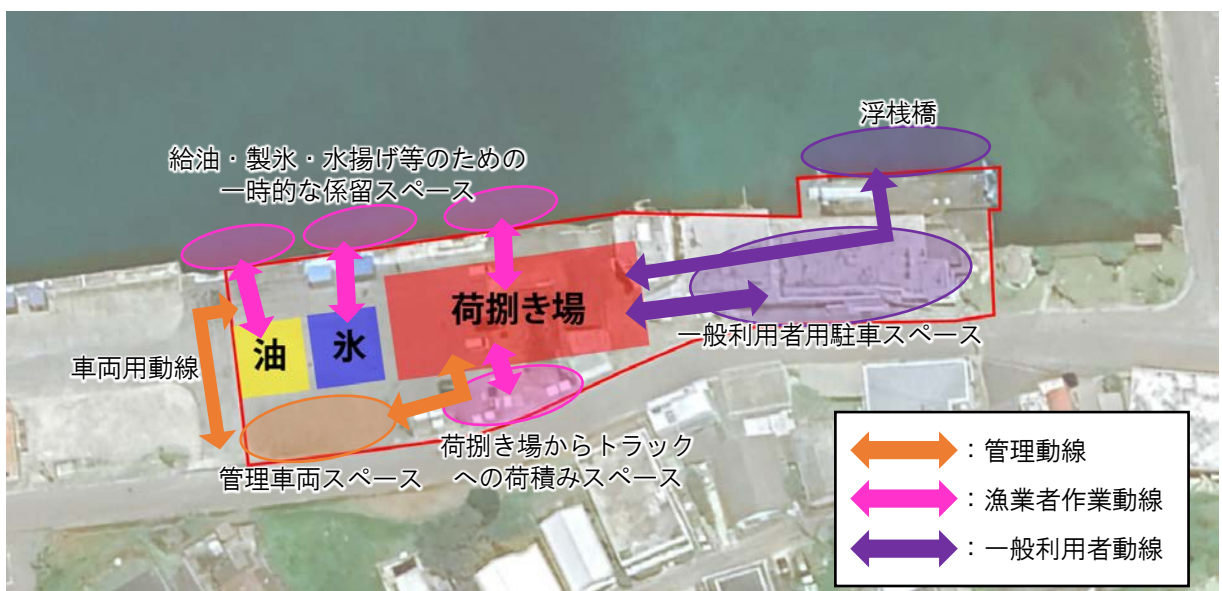 浮桟橋
給油・製氷・水揚げ等のための
一時的な係留スペース
荷捌き場
油
氷
一般利用者用駐車スペース
車両用動線
管理車両スペース
荷捌き場からトラック
への荷積みスペース
：管理動線
：漁業者作業動線
：一般利用者動線